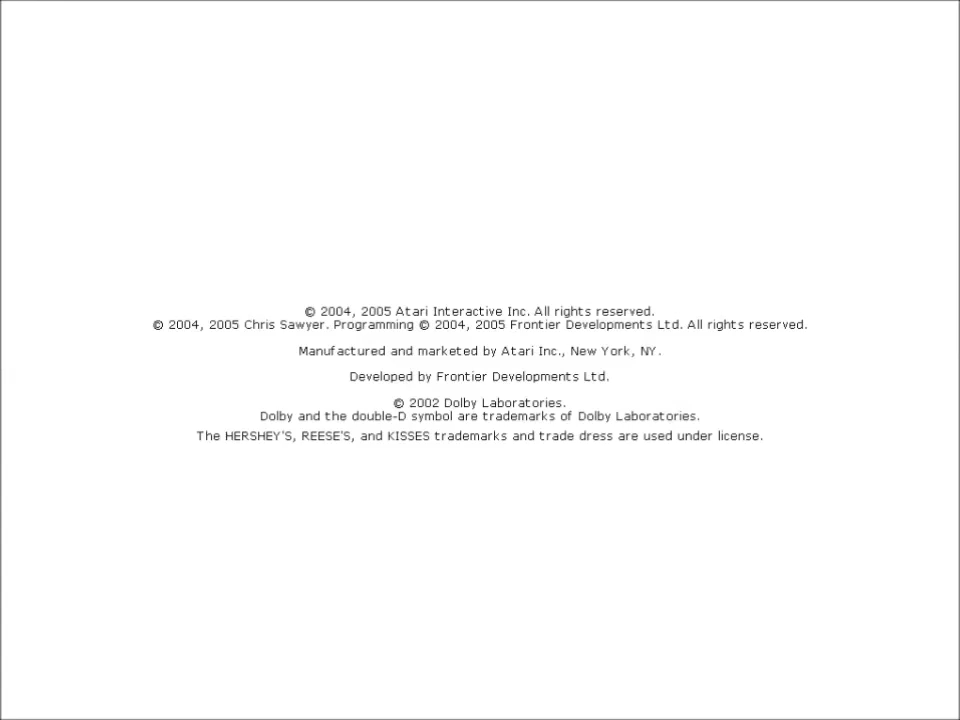 © 2004, 2005 Atari Interactive Inc. All rights reserved.
© 2004, 2005 Chris Sawyer. Programming © 2004, 2005 Frontier Developments Ltd. All rights reserved.
Manufactured and marketed by Atari Inc., New York, NY.
Developed by Frontier Developments Ltd.
© 2002 Dolby Laboratories.
Dolby and the double-D symbol are trademarks of Dolby Laboratories.
The HERSHEY'S, REESE'S, and KISSES trademarks and trade dress are used under license.